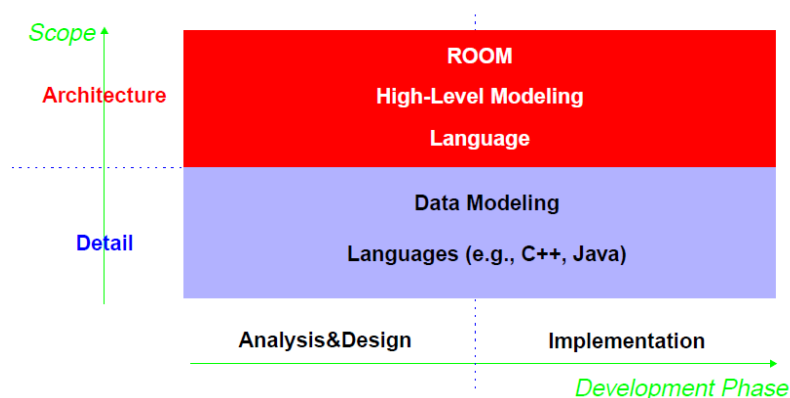 Scope
ROOM
Architecture
High-Level Modeling
Language
Data Modeling
Detail
Languages (e.g., C++, Java)
Analysis&Design
Implementation
Development Phase